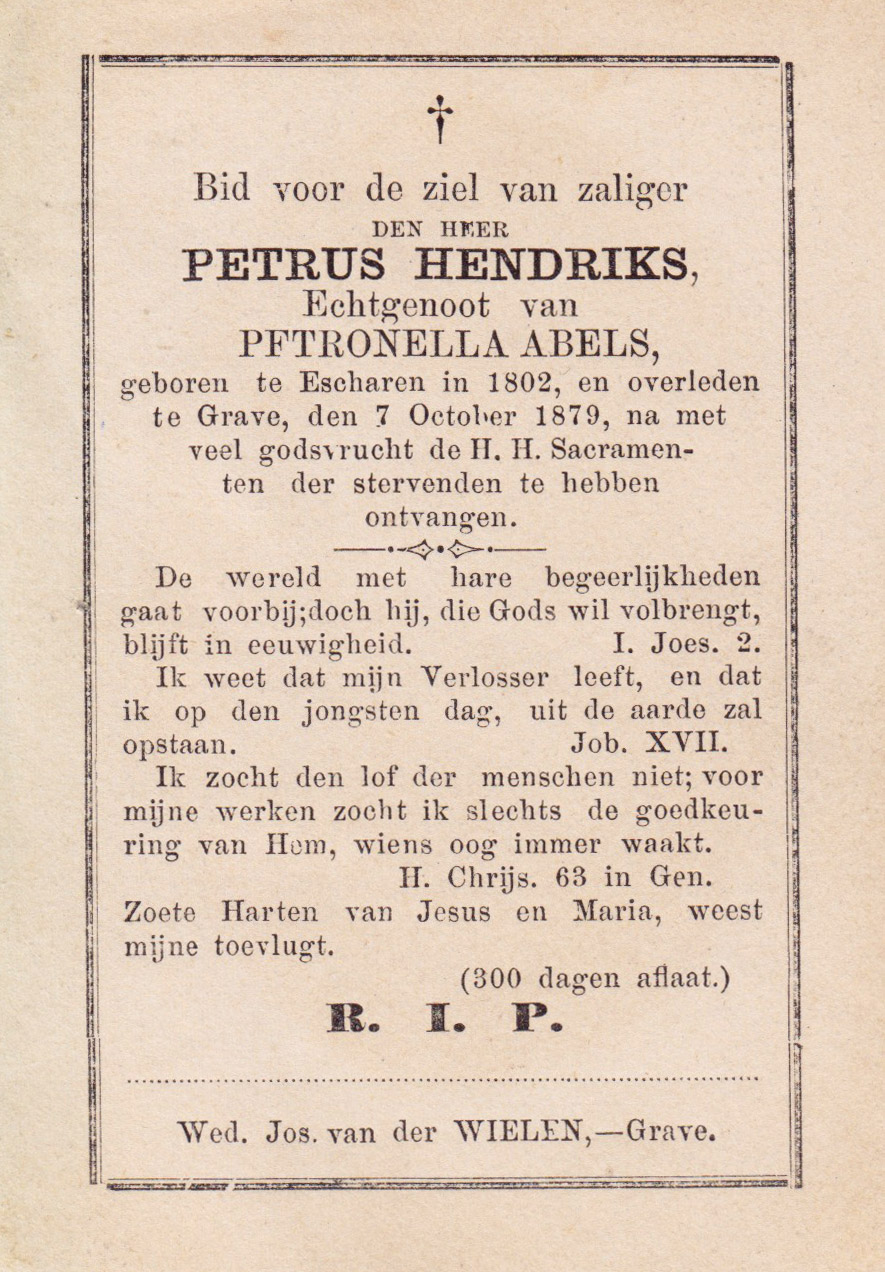 †
Bid voor de ziel van zaliger
DEN HEER
PETRUS HENDRIKS,
Echtgenoot van
PETRONELLA ABELS,
geboren te Escharen in 1802, en overleden
te Grave, den 7 October 1879, na met
veel godsvrucht de H. H. Sacramen-
ten der stervenden te hebben
ontvangen.
De wereld met hare begeerlijkheden
gaat voorbij;doch hij, die Gods wil volbrengt,
blijft in eeuwigheid. I. Joes. 2.
Ik weet dat mijn Verlosser leeft, en dat
ik op den jongsten dag, uit de aarde zal
opstaan. Job. XVII.
Ik zocht den lof der menschen niet; voor
mijne werken zocht ik slechts de goedkeu-
ring van Hem, wiens oog immer waakt.
H. Chrijs. 63 in Gen.
Zoete Harten van Jesus en Maria, weest
mijne toevlugt.
(300 dagen aflaat.)
R. I. P.
Wed. Jos. van der WIELEN,—Grave.